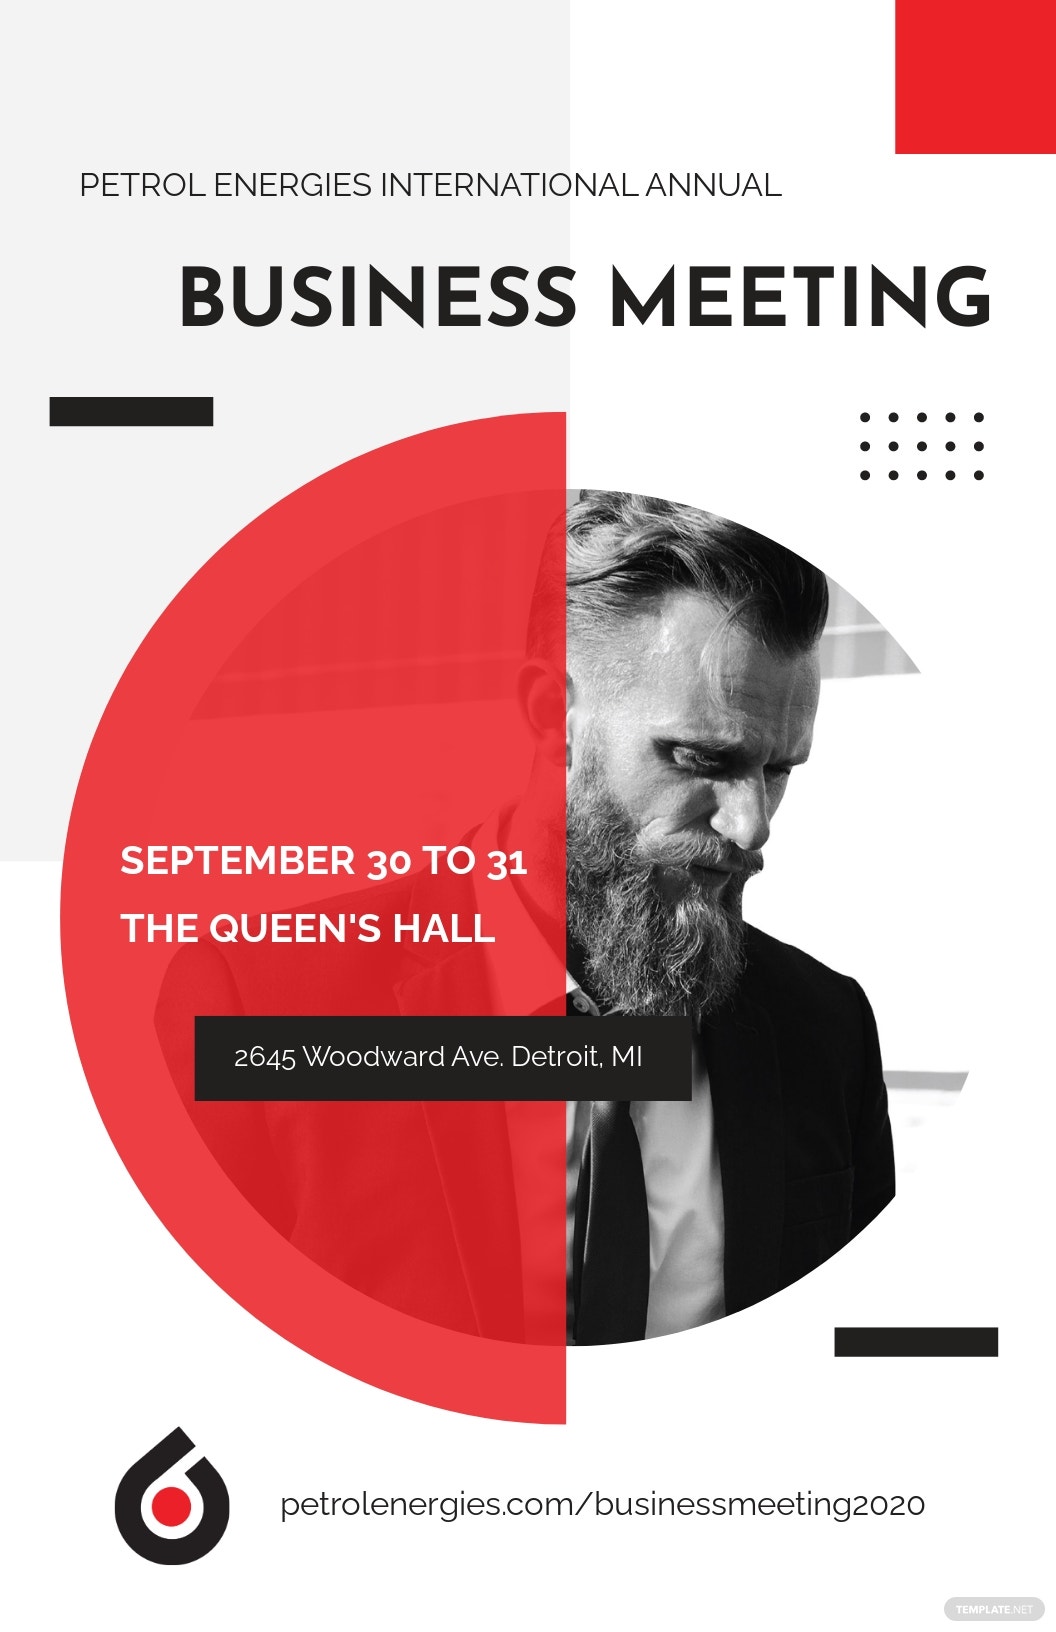 PETROL ENERGIES INTERNATIONAL ANNUAL
BUSINESS MEETING
SEPTEMBER 30 TO 31
THE QUEEN'S HALL
2645 Woodward Ave. Detroit, MI
petrolenergies.com/businessmeeting2020
TEMPLATE.NET